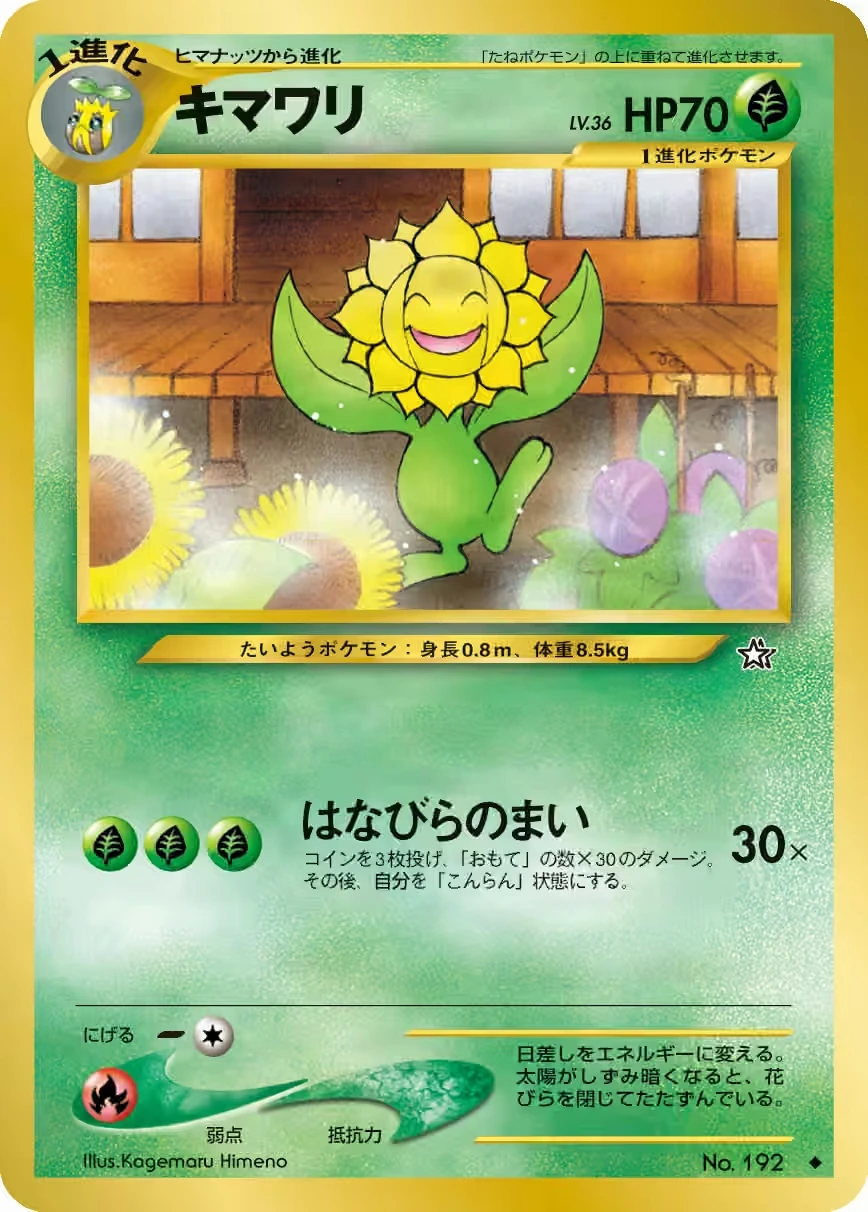 1進化
ヒマナッツから進化
「たねポケモン」の上に重ねて進化させます。
キマワリ
LV.36 HP70
1進化ポケモン
たいようポケモン：身長0.8m、体重8.5kg
はなびらのまい
30×
コインを3枚投げ、「おもて」の数×30のダメージ。
その後、自分を「こんらん」状態にする。
にげる
日差しをエネルギーに変える。
太陽がしずみ暗くなると、花
びらを閉じてたたずんでいる。
弱点
抵抗力
Illus.Kagemaru Himeno
No. 192